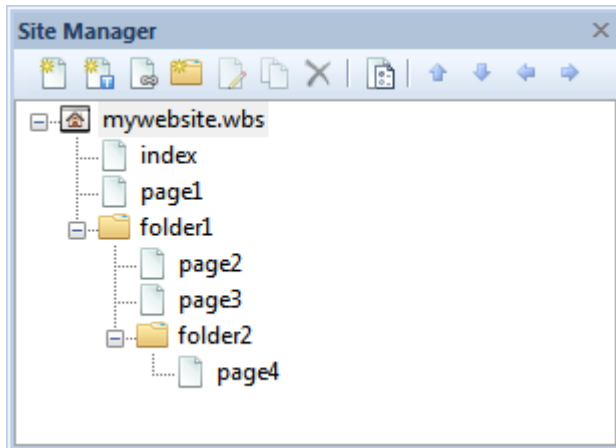 Site Manager
mywebsite.wbs
index
page1
folder1
page2
page3
folder2
page4